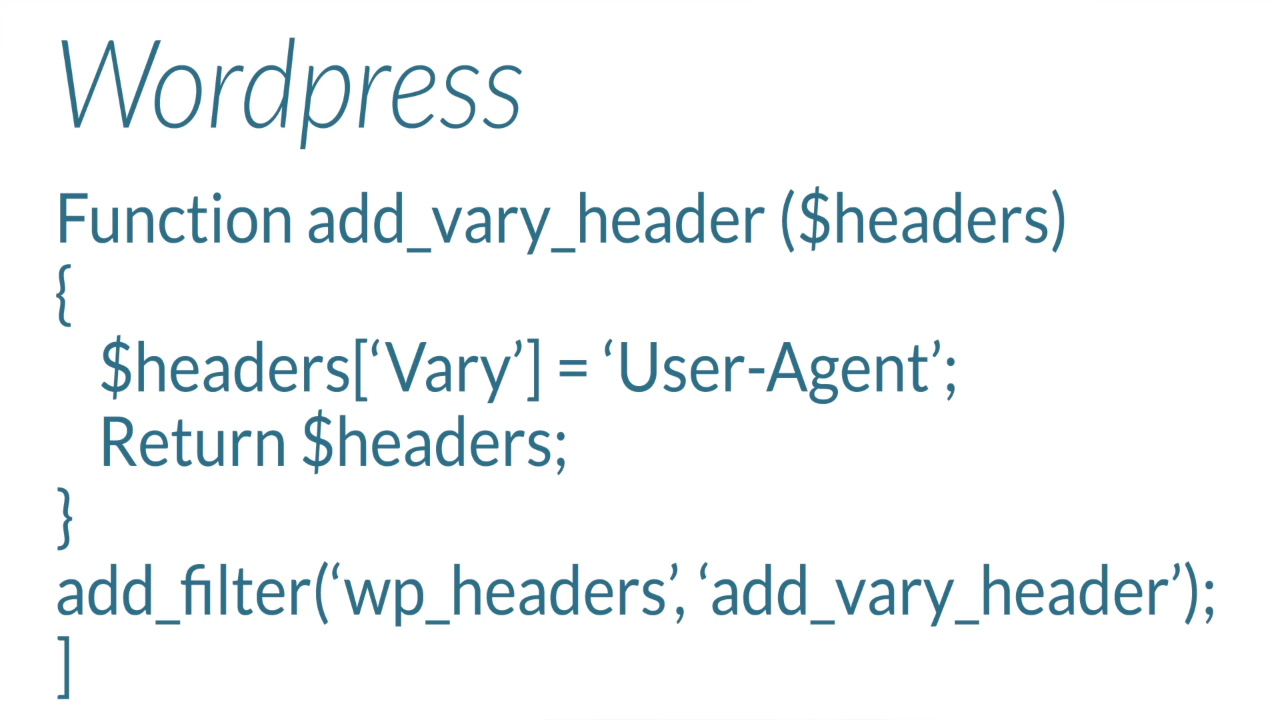 Wordpress
Function add_vary_header ($headers)
{
$headers[‘Vary’] = ‘User-Agent’;
Return $headers;
}
add_filter(‘wp_headers’, ‘add_vary_header’);
]